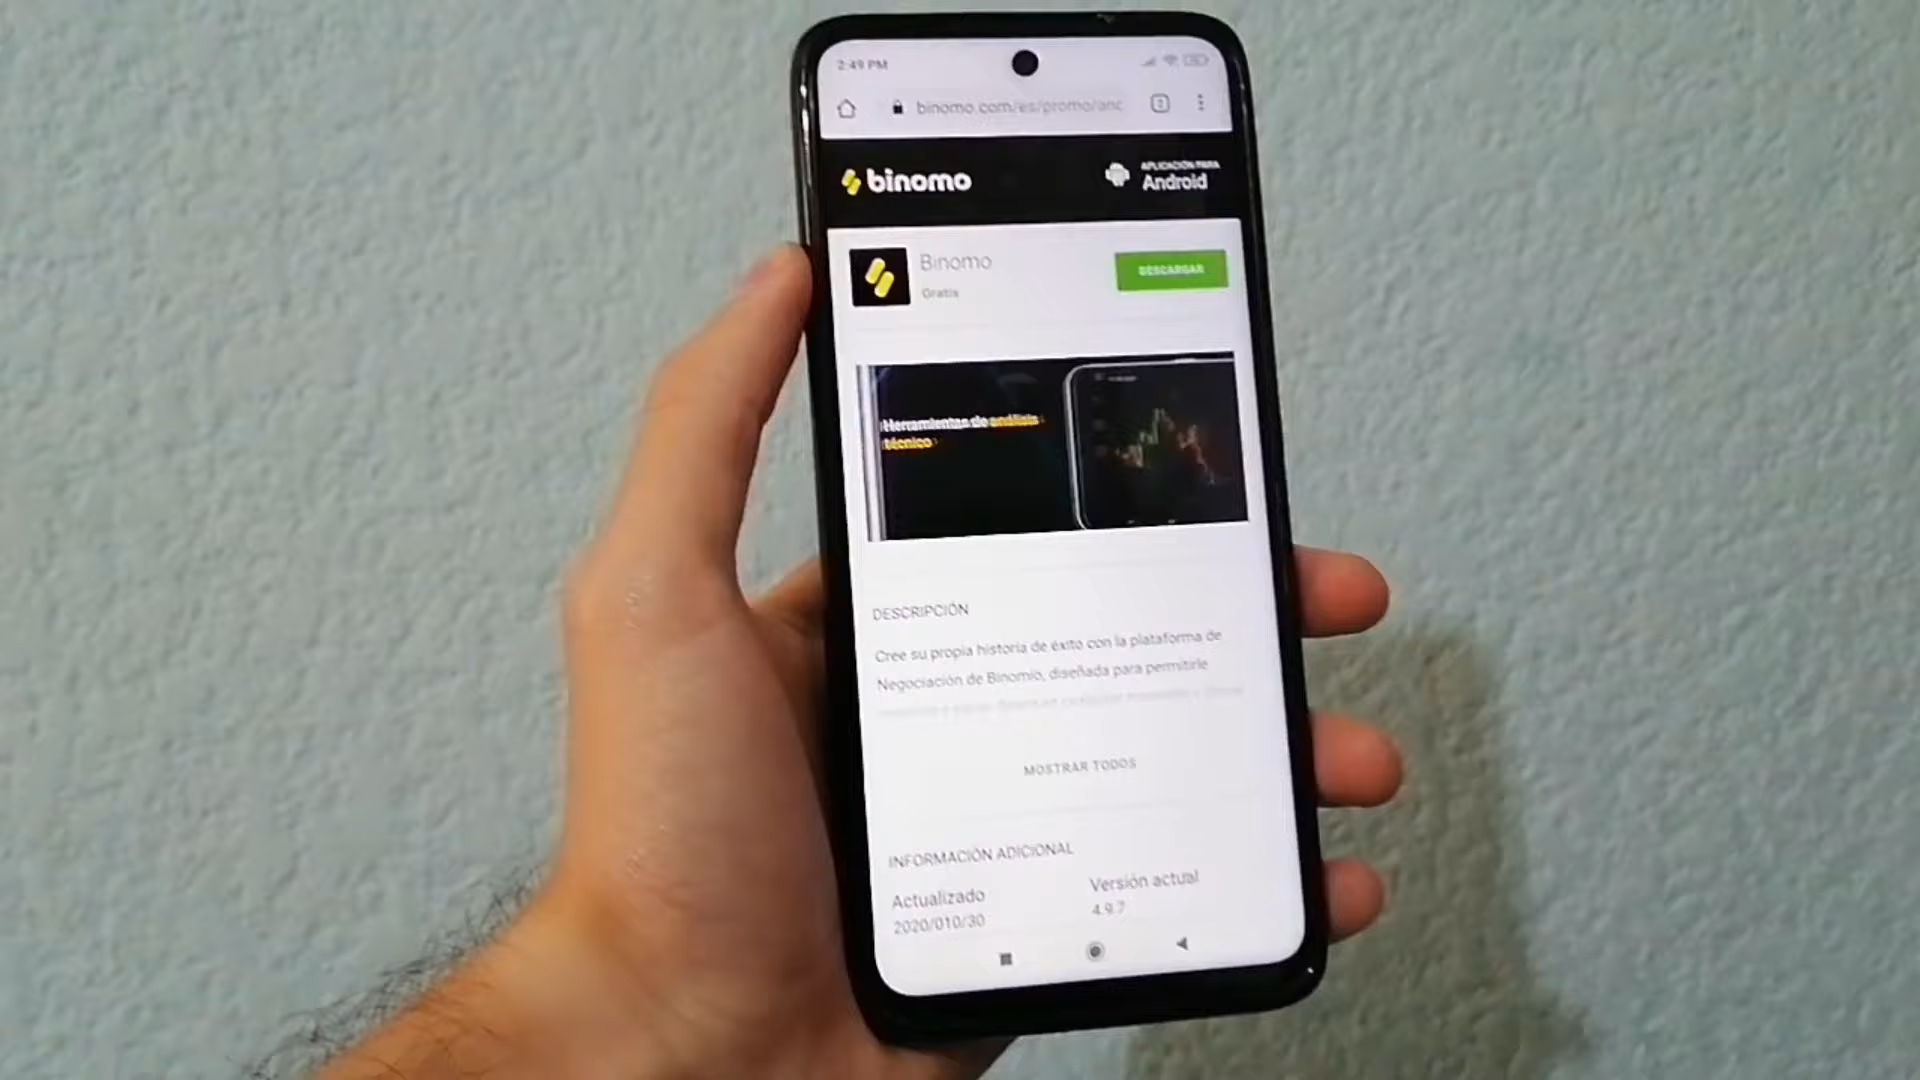 2:49 PM
binomo.com/es/promo/and
2
binomo
APLICACIÓN PARA
Android
Binomo
Gratis
DESCARGAR
Herramientas de análisis
técnico
DESCRIPCIÓN
Cree su propia historia de éxito con la plataforma de
Negociación de Binomio, diseñada para permitirle
MOSTRAR TODOS
INFORMACIÓN ADICIONAL
Actualizado
Versión actual
2020/010/30
4.9.7